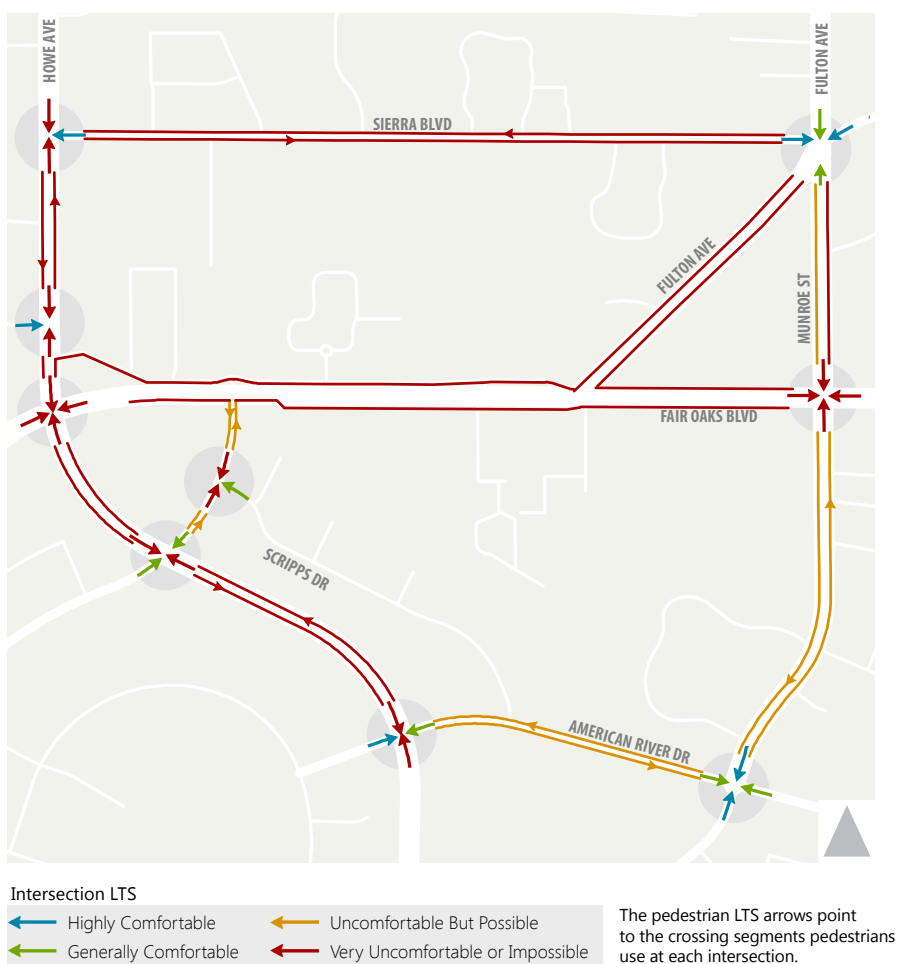 HOWE AVE
FULTON AVE
SIERRA BLVD
FULTON AVE
MUNROE ST
FAIR OAKS BLVD
SCRIPPS DR
AMERICAN RIVER DR
Intersection LTS
Highly Comfortable
Uncomfortable But Possible
Generally Comfortable
Very Uncomfortable or Impossible
The pedestrian LTS arrows point
to the crossing segments pedestrians
use at each intersection.